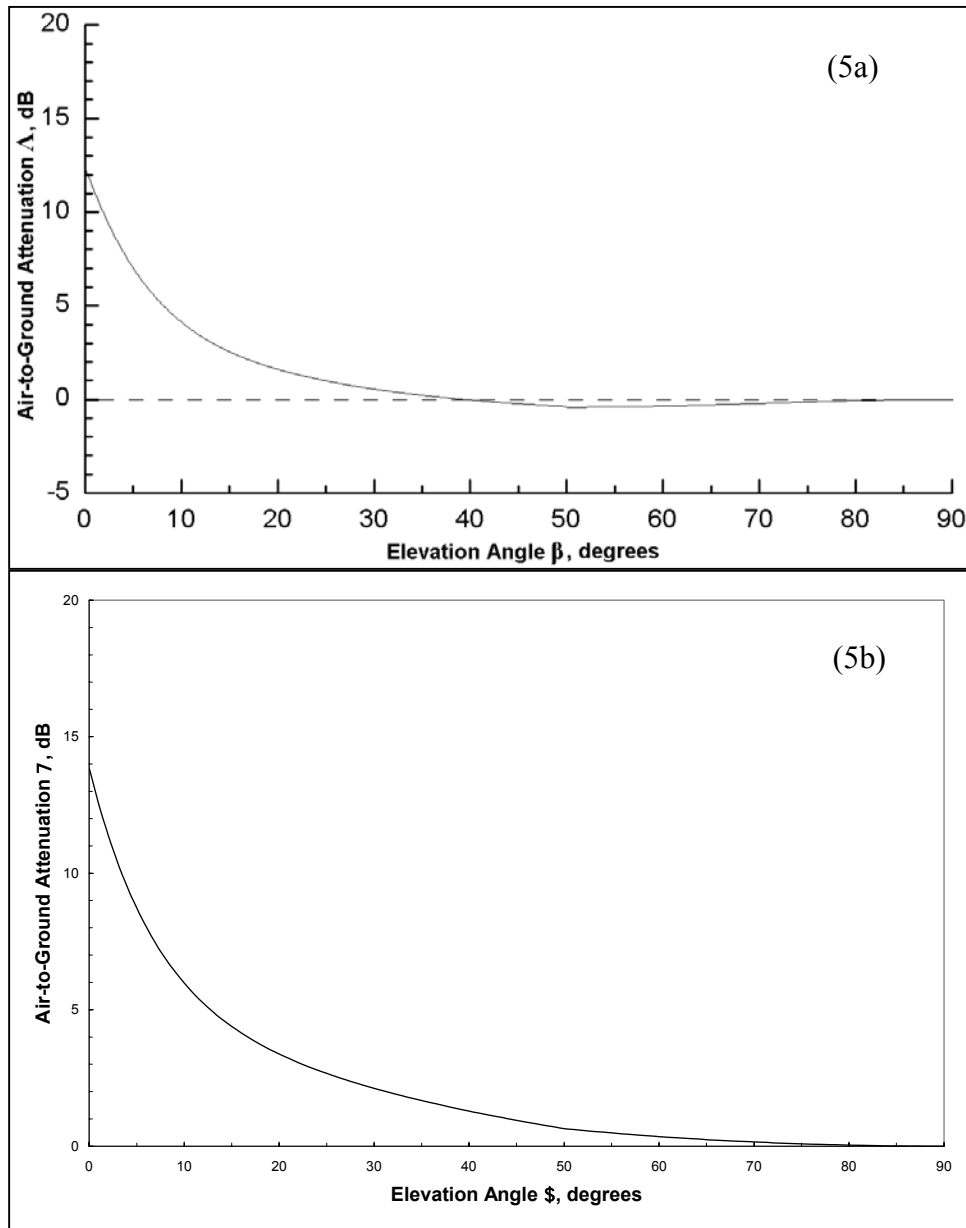 20
(5a)
15
10
5
0
-5
Air-to-Ground Attenuation Λ, dB
0 10 20 30 40 50 60 70 80 90
Elevation Angle β, degrees
20
(5b)
15
10
5
0
Air-to-Ground Attenuation 7, dB
0 10 20 30 40 50 60 70 80 90
Elevation Angle $, degrees